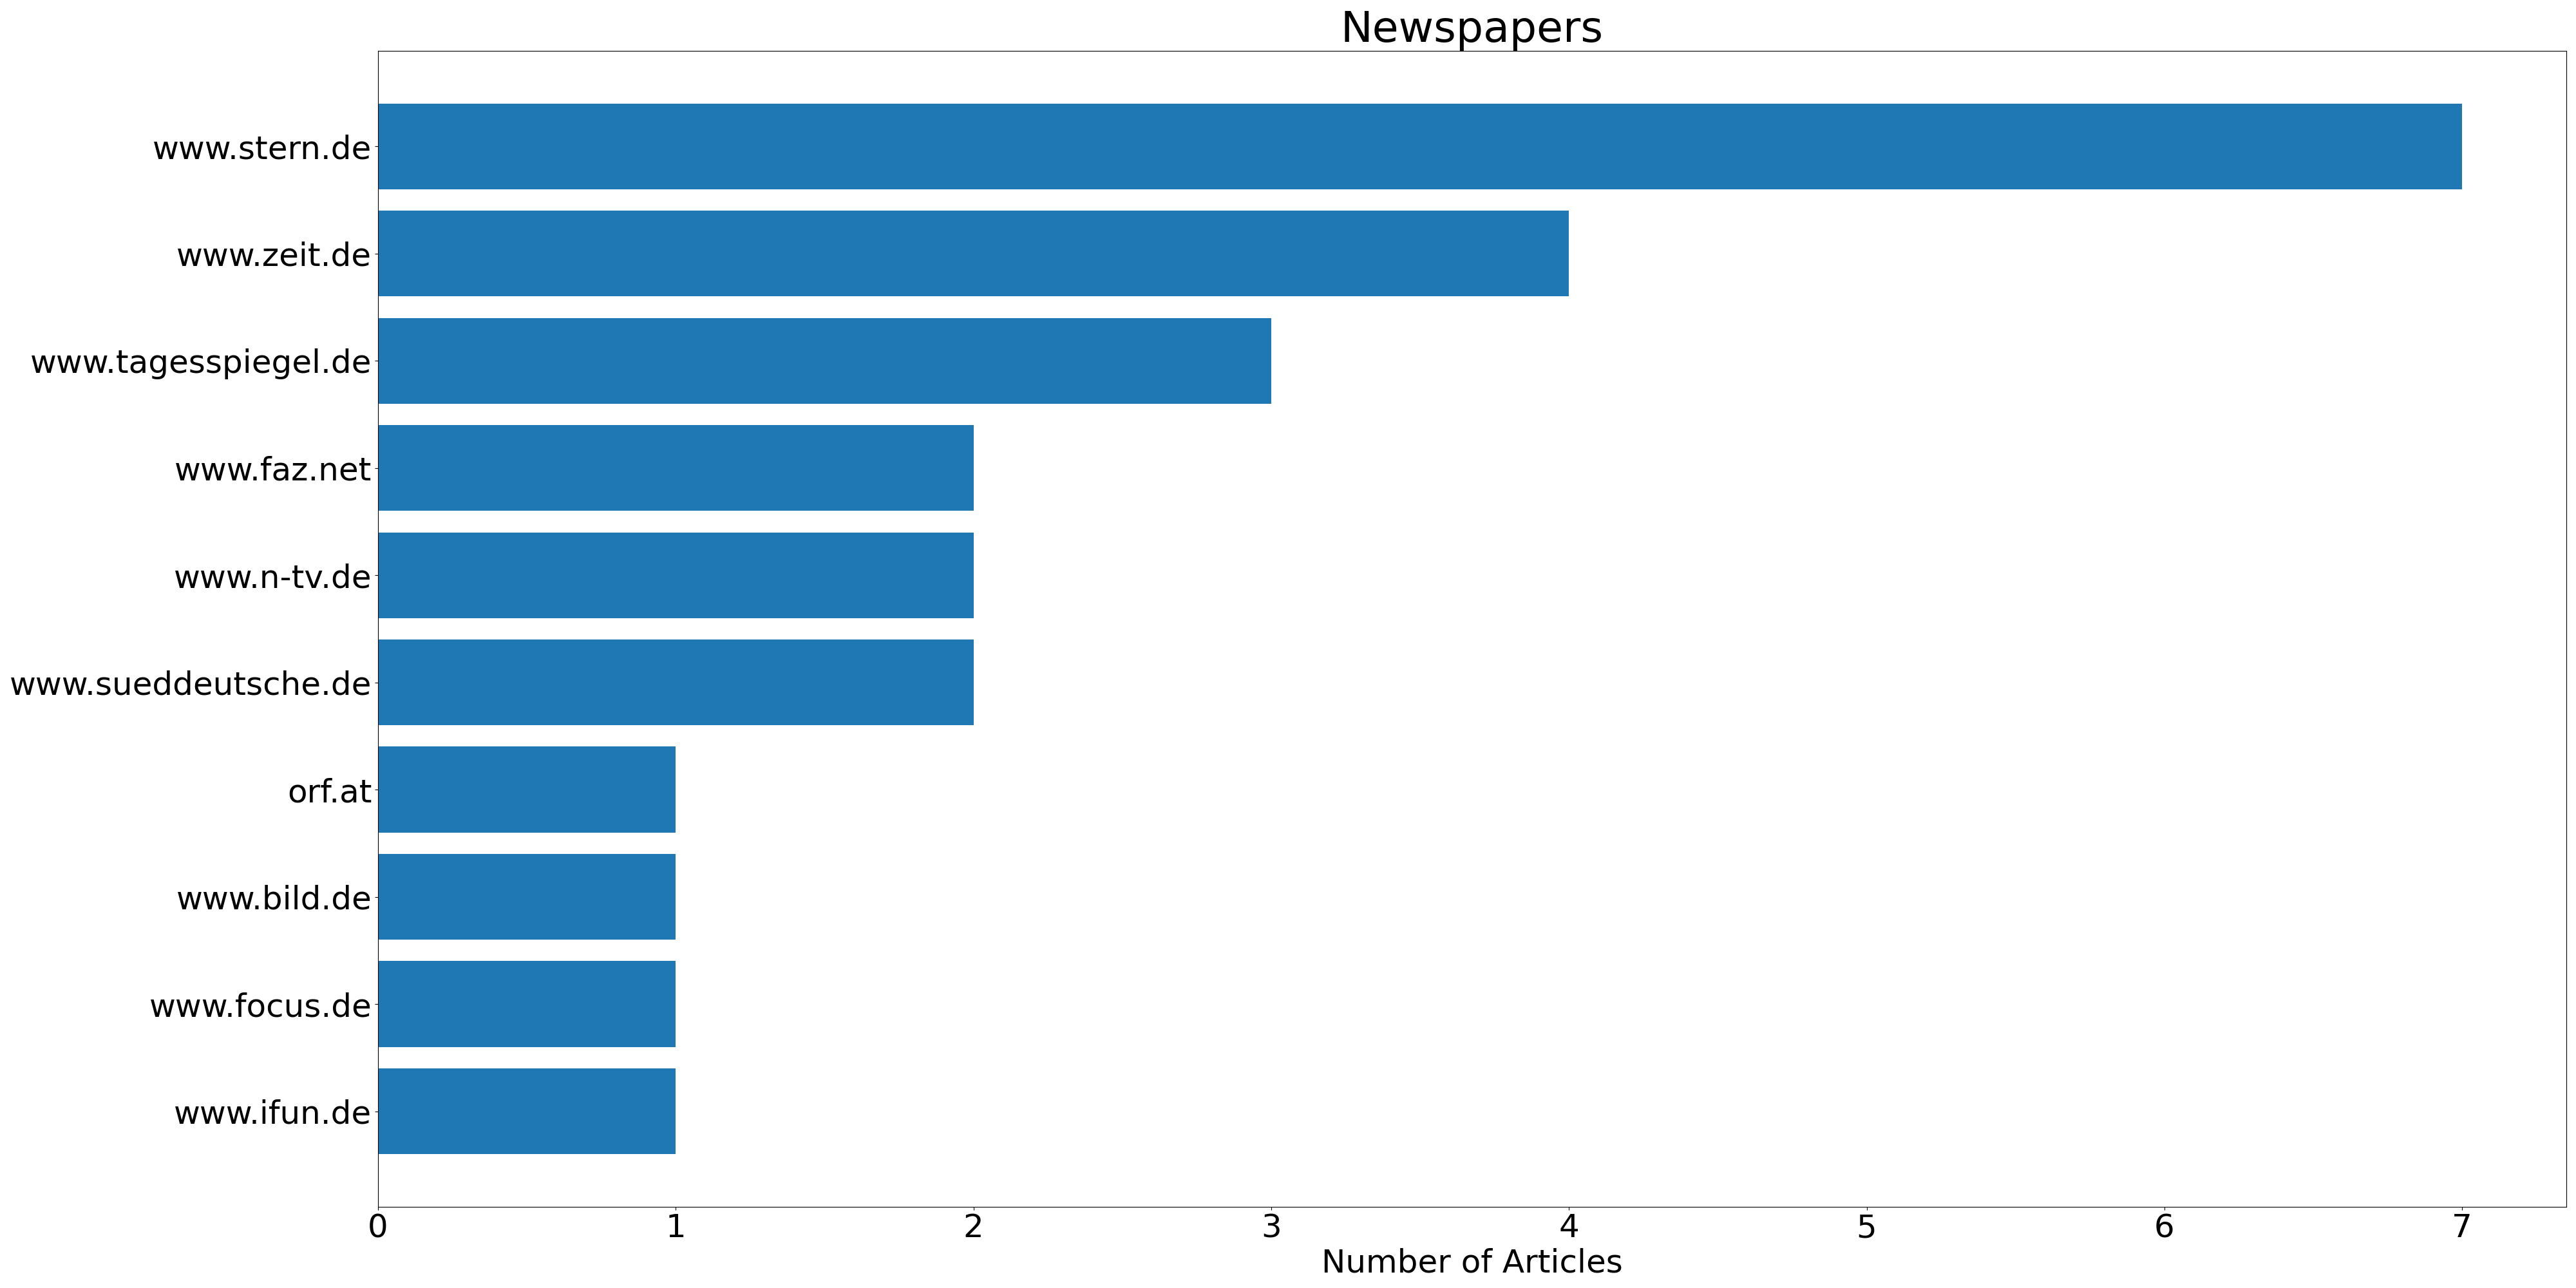 Newspapers
www.stern.de
www.zeit.de
www.tagesspiegel.de
www.faz.net
www.n-tv.de
www.sueddeutsche.de
orf.at
www.bild.de
www.focus.de
www.ifun.de
0 1 2 3 4 5 6 7
Number of Articles